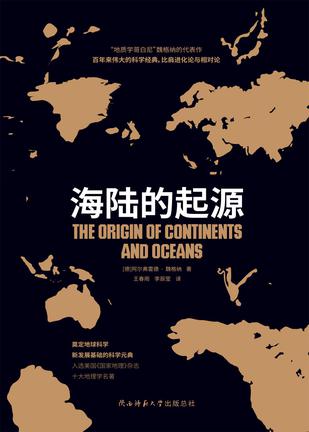 “地质学哥白尼”魏格纳的代表作
百年来伟大的科学经典，比肩进化论与相对论
海陆的起源
THE ORIGIN OF CONTINENTS
AND OCEANS
[德]阿尔弗雷德·魏格纳 著
王春雨 李辰莹 译
奠定地球科学
新发展基础的科学元典
入选美国《国家地理》杂志
十大地理学名著
陕西师范大学出版总社